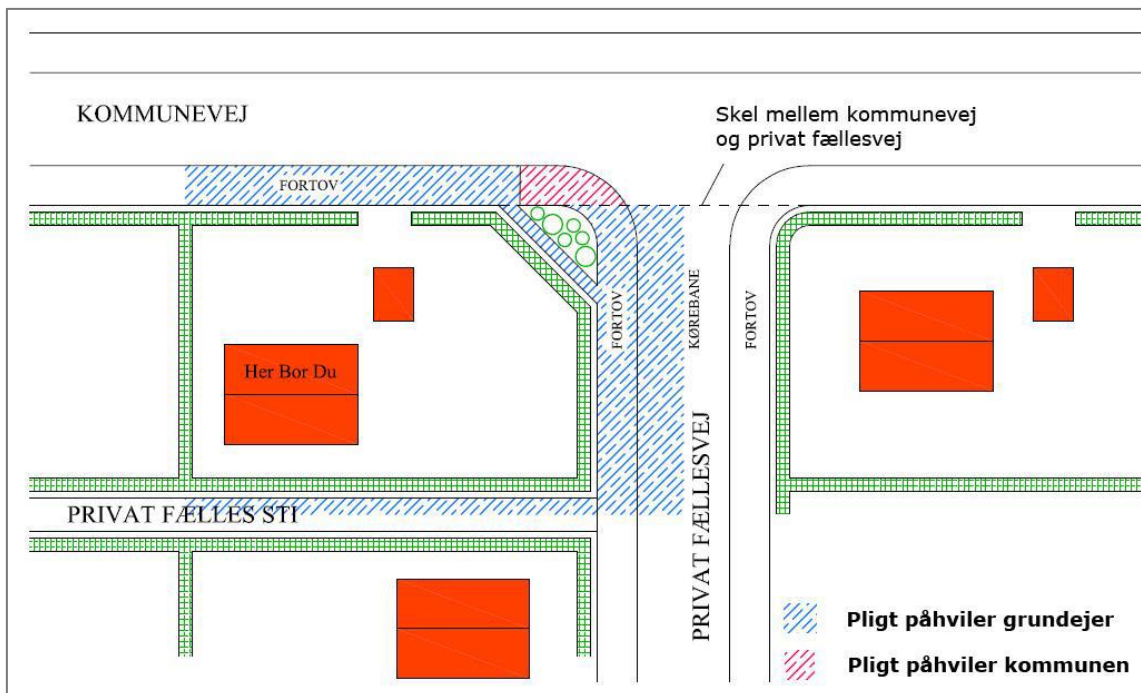 KOMMUNEVEJ
Skel mellem kommunevej
og privat fællesvej
FORTOV
FORTOV
KØREBANE
FORTOV
Her Bor Du
PRIVAT FÆLLESVEJ
PRIVAT FÆLLES STI
Pligt påhviler grundejer
Pligt påhviler kommunen